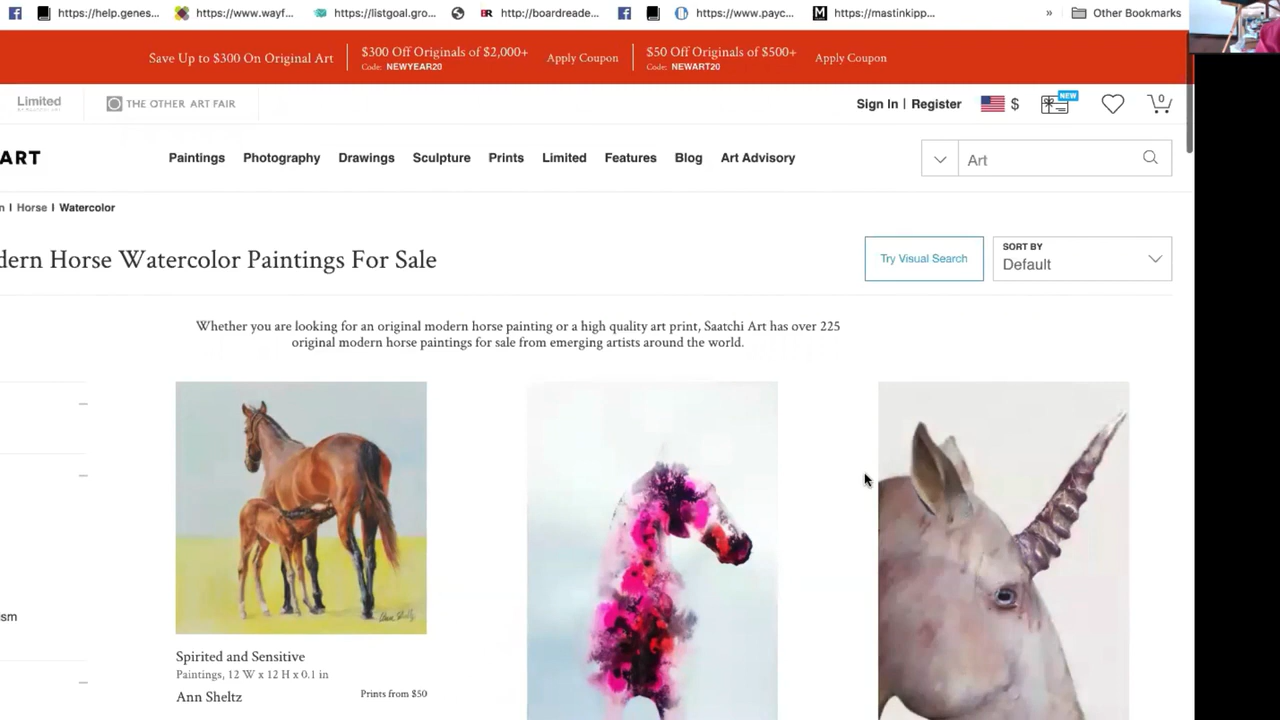 https://help.genes... https://www.wayf... https://listgoal.gro... BR http://boardreade... https://www.payc... M https://mastinkipp... » Other Bookmarks
Save Up to $300 On Original Art
$300 Off Originals of $2,000+
Code: NEWYEAR20
Apply Coupon
$50 Off Originals of $500+
Code: NEWART20
Apply Coupon
Limited
THE OTHER ART FAIR
Sign In | Register
$
NEW
0
ART
Paintings Photography Drawings Sculpture Prints Limited Features Blog Art Advisory
Art
n | Horse | Watercolor
dern Horse Watercolor Paintings For Sale
Try Visual Search
SORT BY
Default
Whether you are looking for an original modern horse painting or a high quality art print, Saatchi Art has over 225
original modern horse paintings for sale from emerging artists around the world.
ism
Spirited and Sensitive
Paintings, 12 W x 12 H x 0.1 in
Ann Sheltz
Prints from $50